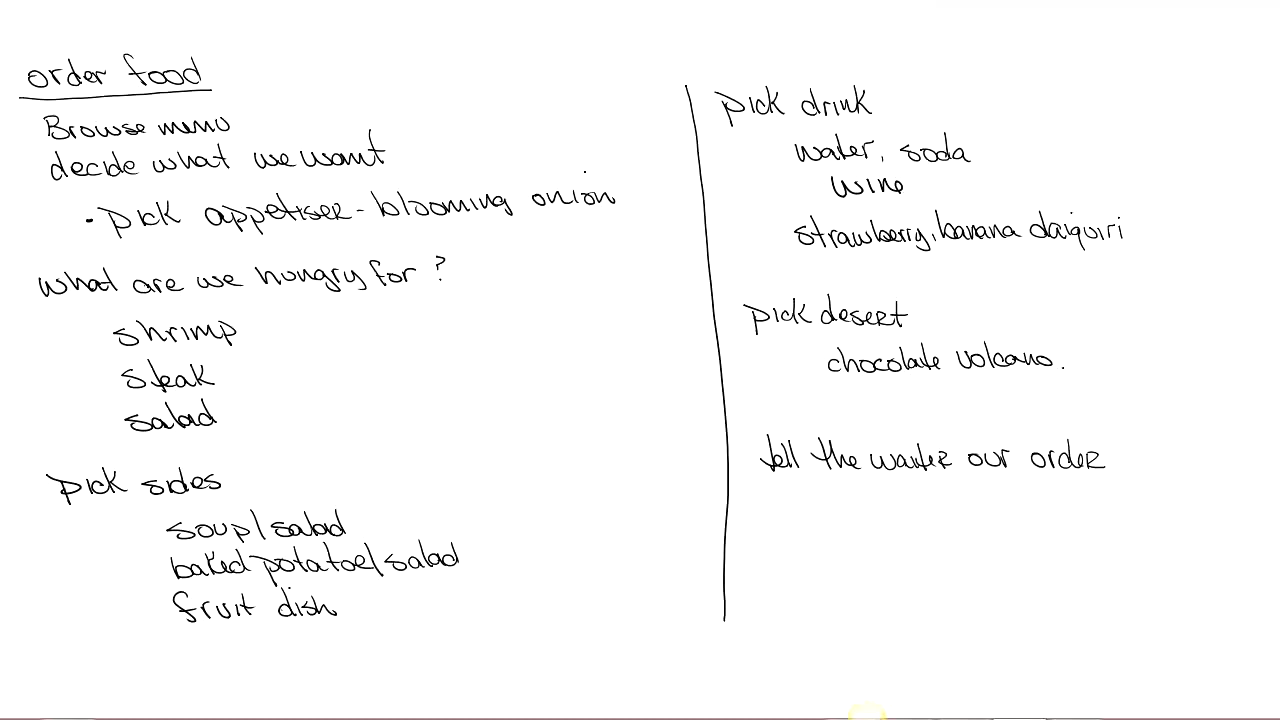 order food
Browse menu
decide what we want
• pick appetiser - blooming onion
what are we hungry for ?
shrimp
steak
salad
pick sides
soup/salad
baked potatoe/salad
fruit dish
pick drink
water, soda
wine
strawberry, banana daiquiri
pick desert
chocolate volcano.
tell the waiter our order